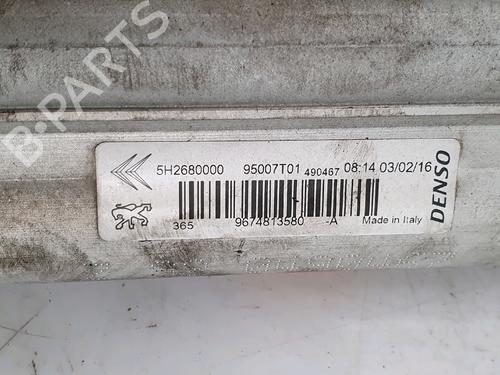 B-PARTS
5H2680000 95007T01 490467 08:14 03/02/16
365 9674813580 -A Made in Italy
DENSO